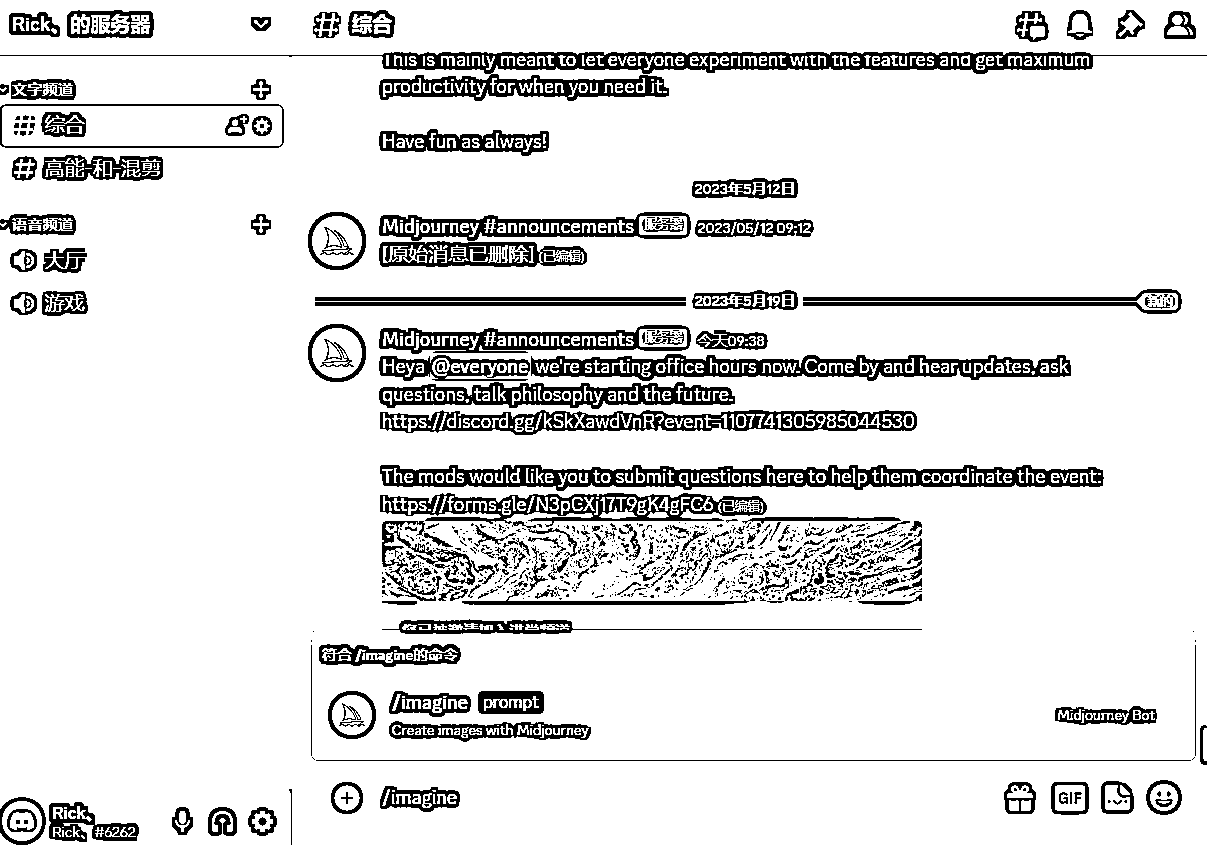 Rick、的服务器
文字频道
# 综合
# 高能-和-混剪
语音频道
大厅
游戏
Rick、
Rick、#6262
# 综合
This is mainly meant to let everyone experiment with the features and get maximum
productivity for when you need it.
Have fun as always!
2023年5月12日
Midjourney #announcements 服务器 2023/05/12 09:12
[原始消息已删除] (已编辑)
2023年5月19日 新的
Midjourney #announcements 服务器 今天09:38
Heya @everyone we're starting office hours now. Come by and hear updates, ask
questions, talk philosophy and the future.
https://discord.gg/kSkXawdVnR?event=1107741305985044530
The mods would like you to submit questions here to help them coordinate the event:
https://forms.gle/N3pGXj17T9gK4gFC6 (已编辑)
符合 /imagine的命令
/imagine prompt
Create images with Midjourney
Midjourney Bot
/imagine
GIF